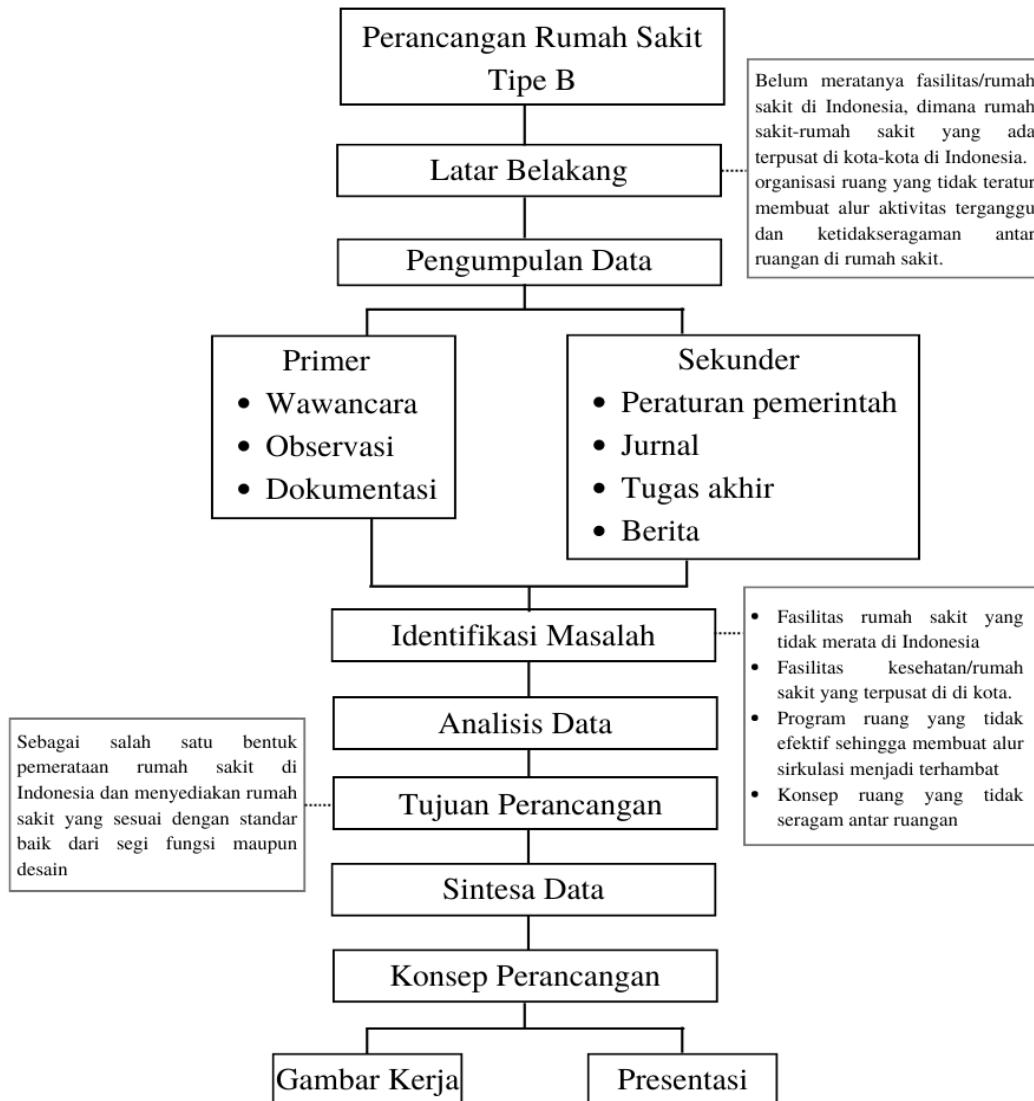 Perancangan Rumah Sakit
Tipe B
Belum meratanya fasilitas/rumah
sakit di Indonesia, dimana rumah
sakit-rumah sakit yang ada
terpusat di kota-kota di Indonesia.
organisasi ruang yang tidak teratur
membuat alur aktivitas terganggu
dan ketidakseragaman antar
ruangan di rumah sakit.
Latar Belakang
Pengumpulan Data
Primer
• Wawancara
• Observasi
• Dokumentasi
Sekunder
• Peraturan pemerintah
• Jurnal
• Tugas akhir
• Berita
Identifikasi Masalah
• Fasilitas rumah sakit yang
tidak merata di Indonesia
• Fasilitas kesehatan/rumah
sakit yang terpusat di di kota.
• Program ruang yang tidak
efektif sehingga membuat alur
sirkulasi menjadi terhambat
• Konsep ruang yang tidak
seragam antar ruangan
Analisis Data
Sebagai salah satu bentuk
pemerataan rumah sakit di
Indonesia dan menyediakan rumah
sakit yang sesuai dengan standar
baik dari segi fungsi maupun
desain
Tujuan Perancangan
Sintesa Data
Konsep Perancangan
Gambar Kerja
Presentasi